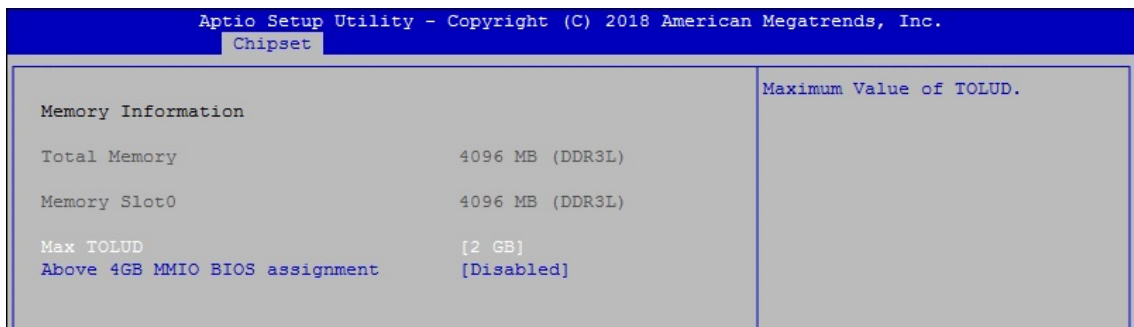 Aptio Setup Utility – Copyright (C) 2018 American Megatrends, Inc.
Chipset
Memory Information
Total Memory 4096 MB (DDR3L)
Memory Slot0 4096 MB (DDR3L)
Max TOLUD [2 GB]
Above 4GB MMIO BIOS assignment [Disabled]
Maximum Value of TOLUD.